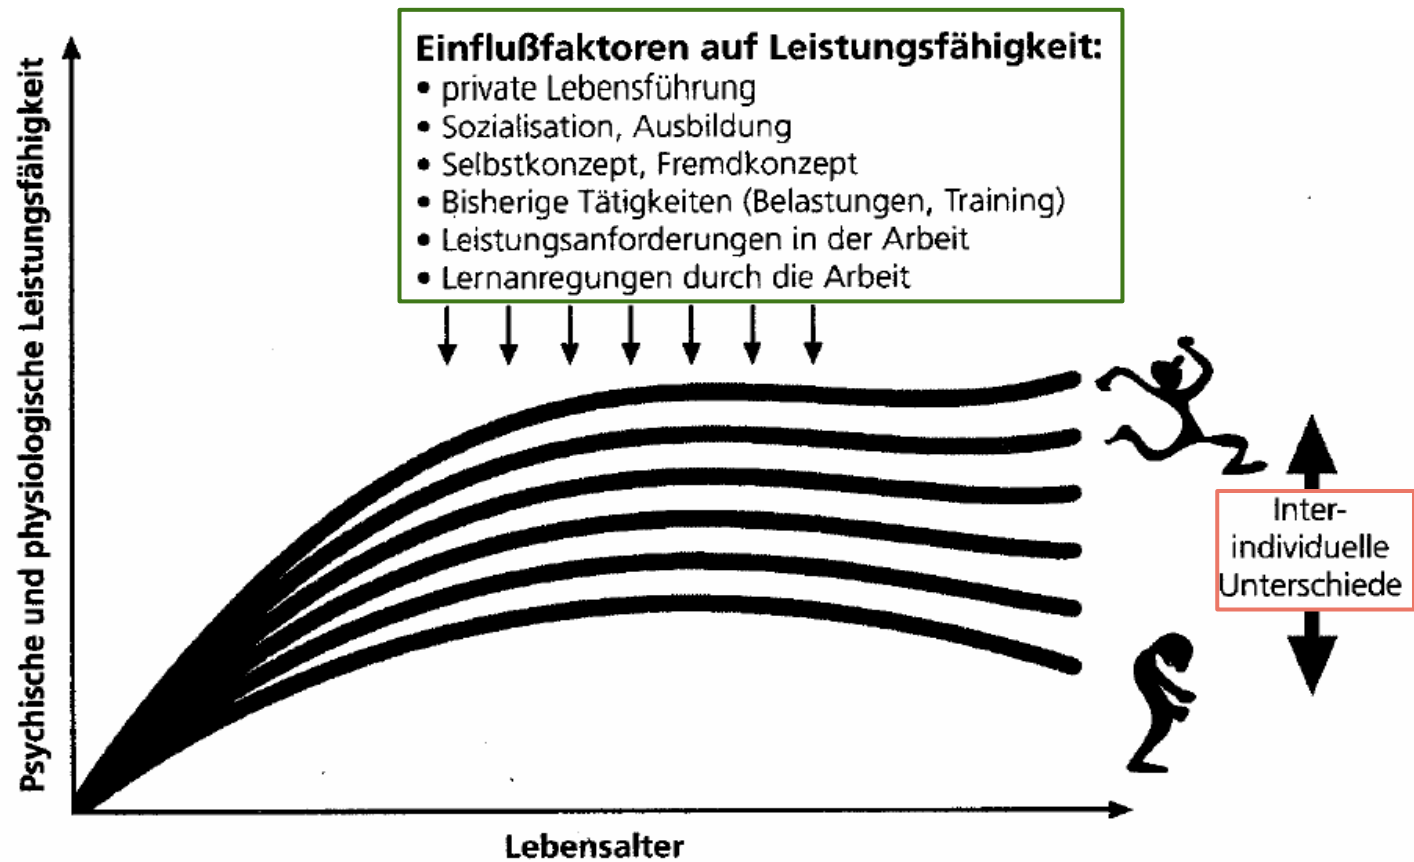 Einflußfaktoren auf Leistungsfähigkeit:
• private Lebensführung
• Sozialisation, Ausbildung
• Selbstkonzept, Fremdkonzept
• Bisherige Tätigkeiten (Belastungen, Training)
• Leistungsanforderungen in der Arbeit
• Lernanregungen durch die Arbeit
Psychische und physiologische Leistungsfähigkeit
Inter-
individuelle
Unterschiede
Lebensalter